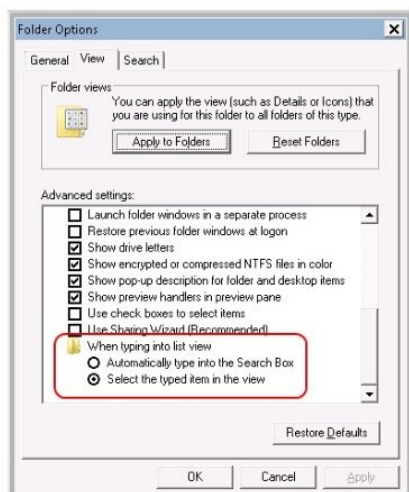 Folder Options
General View Search
Folder views
You can apply the view (such as Details or Icons) that
you are using for this folder to all folders of this type.
Apply to Folders Reset Folders
Advanced settings:
Launch folder windows in a separate process
Restore previous folder windows at logon
Show drive letters
Show encrypted or compressed NTFS files in color
Show pop-up description for folder and desktop items
Show preview handlers in preview pane
Use check boxes to select items
Use Sharing Wizard (Recommended)
When typing into list view
Automatically type into the Search Box
Select the typed item in the view
Restore Defaults
OK Cancel Apply